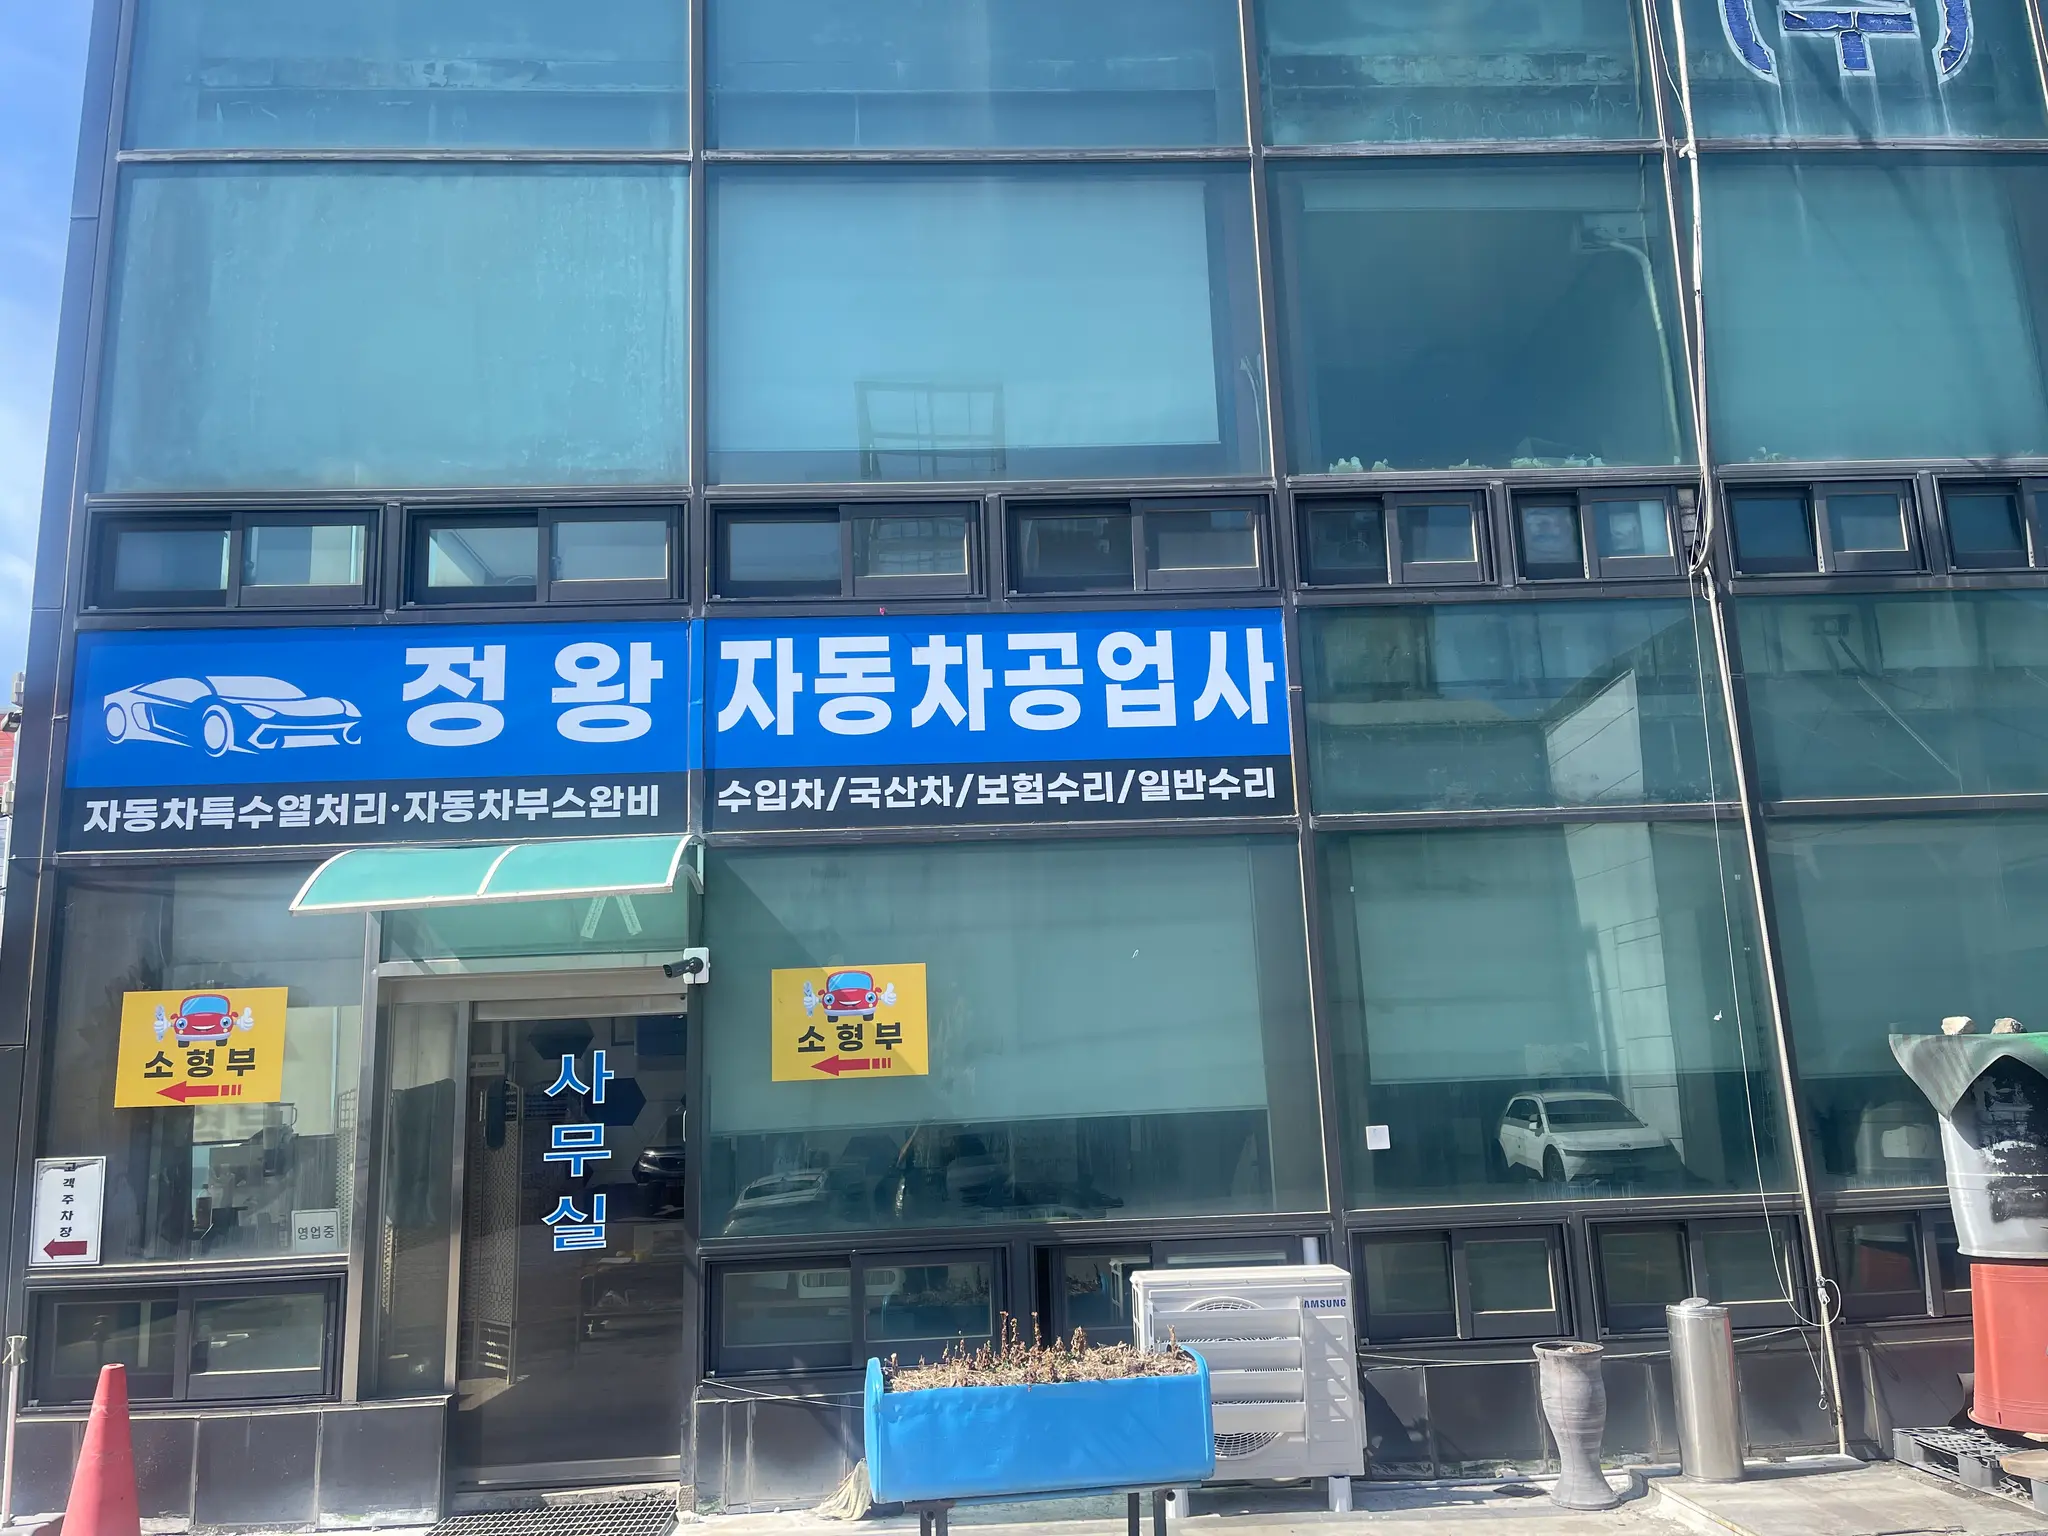 정왕 자동차공업사
자동차특수열처리·자동차부스완비
수입차/국산차/보험수리/일반수리
소형부
소형부
사무실
고객주차장
영업중
SAMSUNG